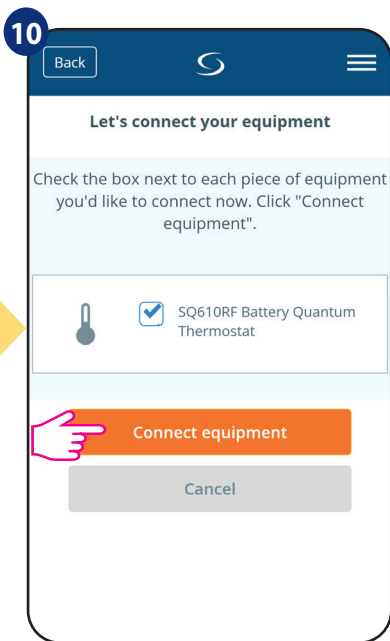 10
Back
Let's connect your equipment
Check the box next to each piece of equipment
you'd like to connect now. Click "Connect
equipment".
SQ610RF Battery Quantum
Thermostat
Connect equipment
Cancel